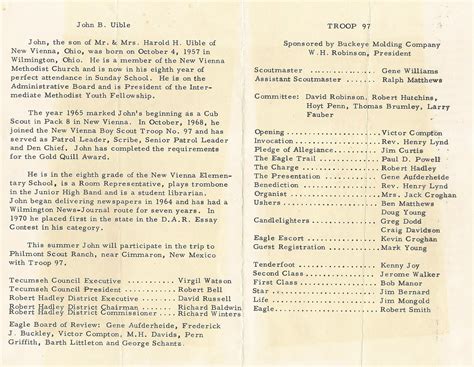 John B. Uible
John, the son of Mr. & Mrs. Harold H. Uible of
New Vienna, Ohio, was born on October 4, 1957 in
Wilmington, Ohio. He is a member of the New Vienna
Methodist Church and is now in his eighth year of
perfect attendance in Sunday School. He is on the
Administrative Board and is President of the Inter-
mediate Methodist Youth Fellowship.
The year 1965 marked John's beginning as a Cub
Scout in Pack 8 in New Vienna. In October, 1968, he
joined the New Vienna Boy Scout Troop No. 97 and has
served as Patrol Leader, Scribe, Senior Patrol Leader
and Den Chief. John has completed the requirements
for the Gold Quill Award.
He is in the eighth grade of the New Vienna Elemen-
tary School, is a Room Representative, plays trombone
in the Junior High Band and is student librarian.
John began delivering newspapers in 1964 and has had a
Wilmington News-Journal route for seven years. In
1970 he placed first in the state in the D.A.R. Essay
Contest in his category.
This summer John will participate in the trip to
Philmont Scout Ranch, near Cimmaron, New Mexico
with Troop 97.
Tecumseh Council Executive ---- Virgil Watson
Tecumseh Council President ---- Robert Bell
Robert Hadley District Executive ---- David Russell
Robert Hadley District Chairman ---- Richard Baldwin
Robert Hadley District Commissioner ---- Richard Winters
Eagle Board of Review: Gene Aufderheide, Frederick
J. Buckley, Victor Compton, M.H. Davids, Pern
Griffith, Barth Littleton and George Schantz.
TROOP 97
Sponsored by Buckeye Molding Company
W.H. Robinson, President
Scoutmaster ---- Gene Williams
Assistant Scoutmaster ---- Ralph Matthews
Committee: David Robinson, Robert Hutchins,
Hoyt Penn, Thomas Brumley, Larry
Fauber
Opening ---- Victor Compton
Invocation ---- Rev. Henry Lynd
Pledge of Allegiance ---- Jim Curtis
The Eagle Trail ---- Paul D. Powell
The Charge ---- Robert Hadley
The Presentation ---- Gene Aufderheide
Benediction ---- Rev. Henry Lynd
Organist ---- Mrs. Jack Croghan
Ushers ---- Ben Matthews
Doug Young
Candlelighters ---- Greg Dodd
Craig Davidson
Eagle Escort ---- Kevin Croghan
Guest Registration ---- Mark Young
Tenderfoot ---- Kenny Joy
Second Class ---- Jerome Walker
First Class ---- Bob Manor
Star ---- Jim Bernard
Life ---- Jim Mongold
Eagle ---- Robert Smith